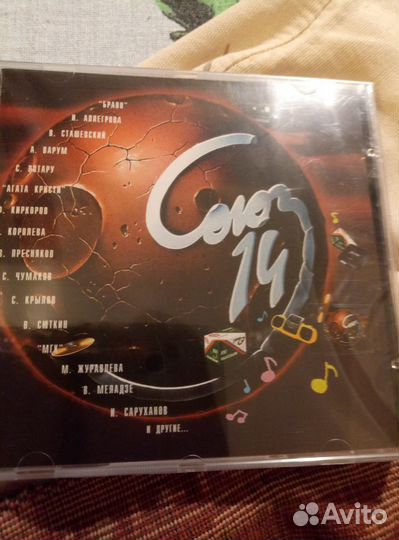 "БРАВО"
И. АЛЛЕГРОВА
В. СТАШЕВСКИЙ
А. ВАРУМ
С. РОТАРУ
"АГАТА КРИСТИ"
Ф. КИРКОРОВ
. КОРОЛЕВА
В. ПРЕСНЯКОВ
С. ЧУМАКОВ
С. КРЫЛОВ
В. СЮТКИН
"МГК"
М. ЖУРАВЛЕВА
В. МЕЛАДЗЕ
И. САРУХАНОВ
И ДРУГИЕ...
Союз
14
Avito